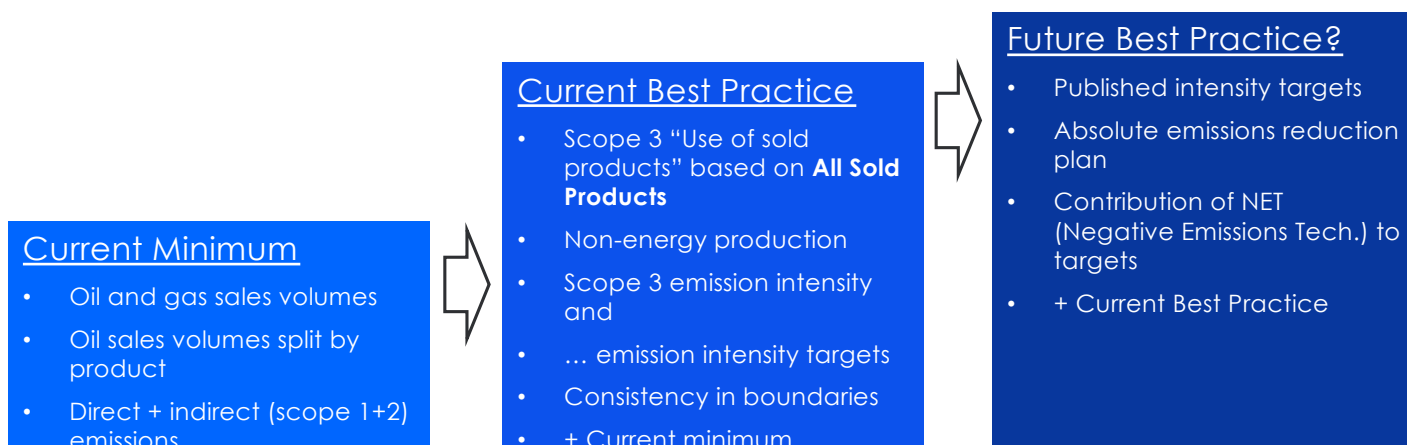 Current Minimum
• Oil and gas sales volumes
• Oil sales volumes split by
product
• Direct + indirect (scope 1+2)
emissions
Current Best Practice
• Scope 3 “Use of sold
products” based on All Sold
Products
• Non-energy production
• Scope 3 emission intensity
and
• … emission intensity targets
• Consistency in boundaries
• + Current minimum
Future Best Practice?
• Published intensity targets
• Absolute emissions reduction
plan
• Contribution of NET
(Negative Emissions Tech.) to
targets
• + Current Best Practice